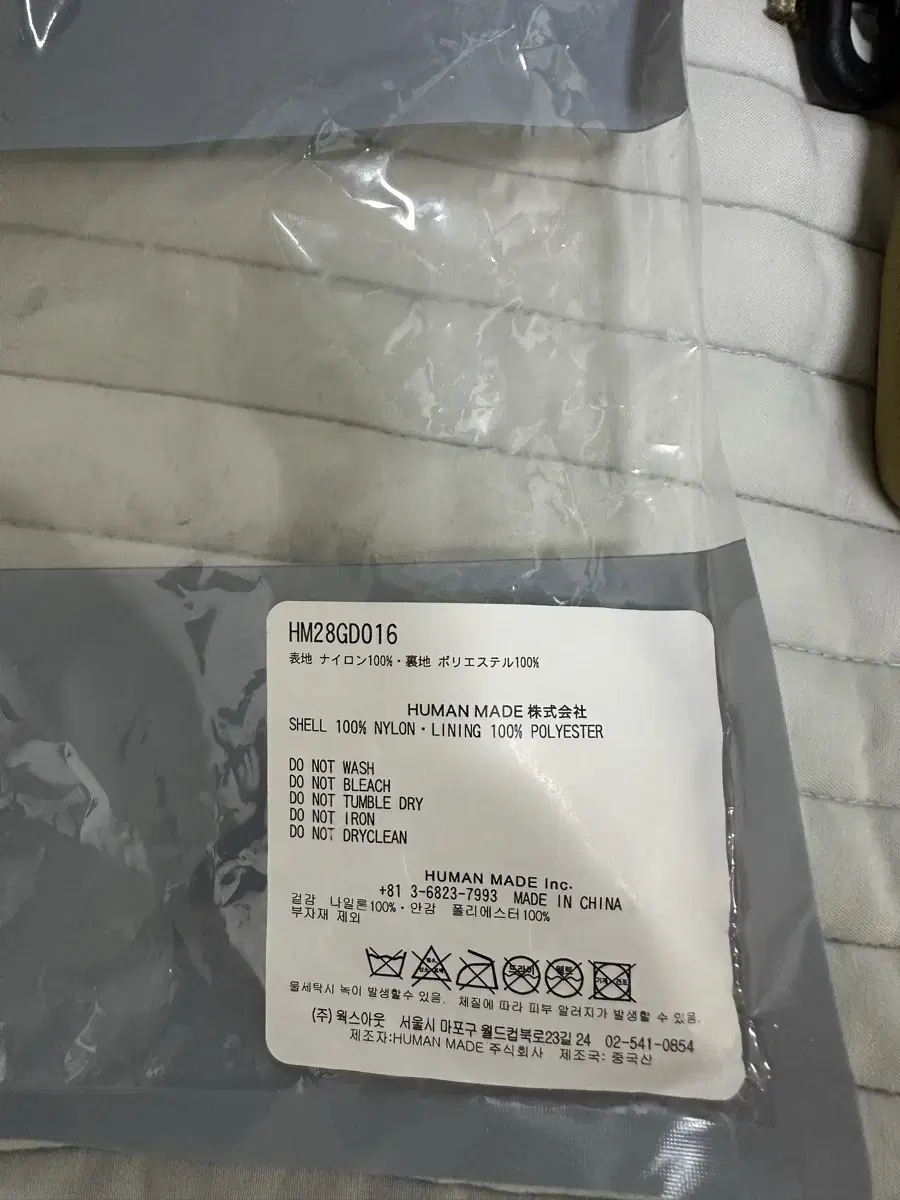 HM28GD016
表地 ナイロン100%・裏地 ポリエステル100%
HUMAN MADE 株式会社
SHELL 100% NYLON・LINING 100% POLYESTER
DO NOT WASH
DO NOT BLEACH
DO NOT TUMBLE DRY
DO NOT IRON
DO NOT DRYCLEAN
HUMAN MADE Inc.
+81 3-6823-7993 MADE IN CHINA
겉감 나일론100%・안감 폴리에스터100%
부자재 제외
드라이
물세탁시 녹이 발생할수 있음. 체질에 따라 피부 알러지가 발생할 수 있음.
(주) 웍스아웃 서울시 마포구 월드컵북로23길 24 02-541-0854
제조자:HUMAN MADE 주식회사 제조국: 중국산